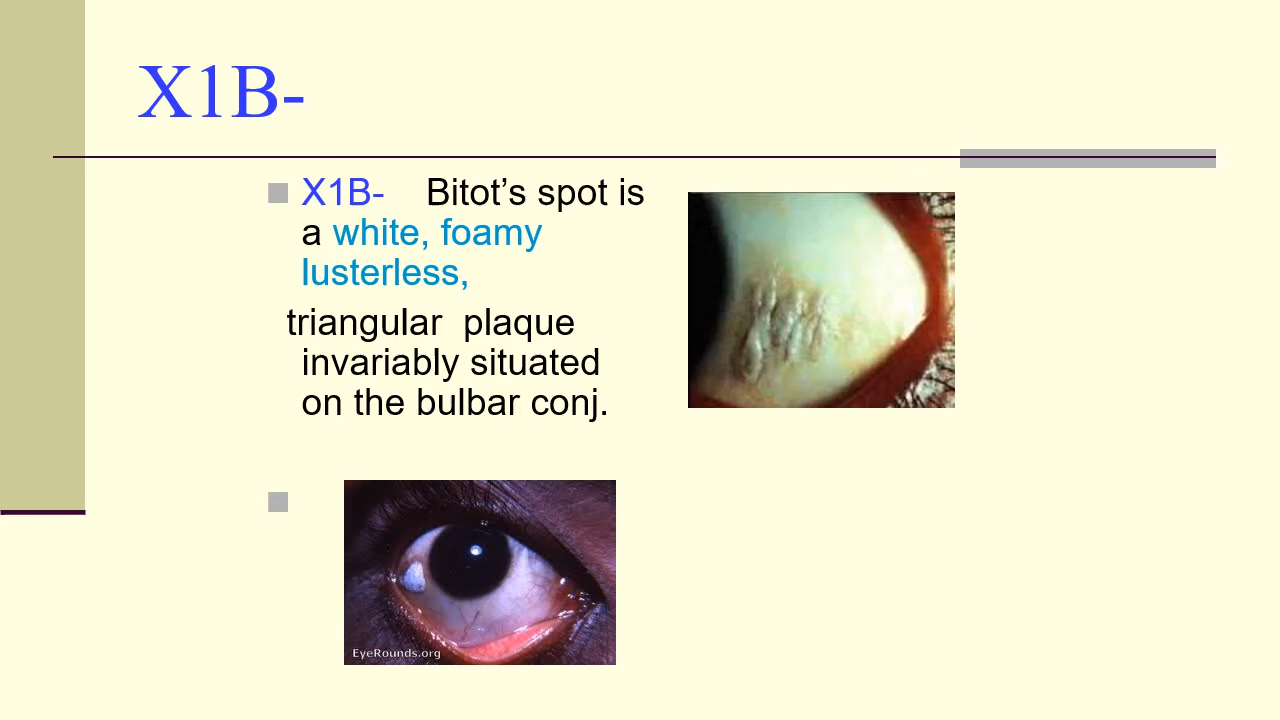 X1B-
X1B- Bitot’s spot is
a white, foamy
lusterless,
triangular plaque
invariably situated
on the bulbar conj.
EyeRounds.org